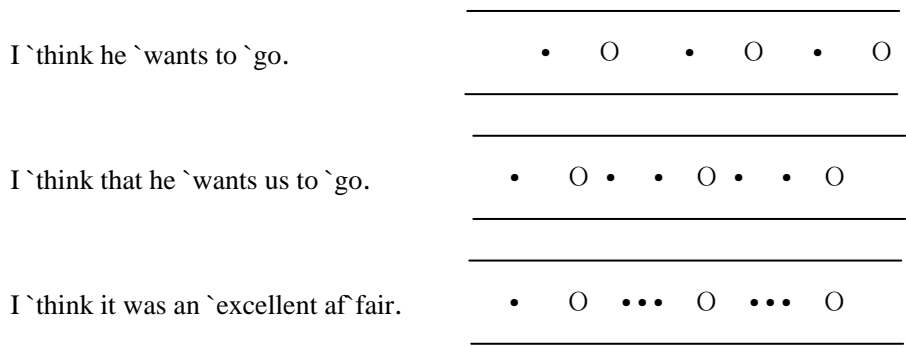 I `think he `wants to `go.
I `think that he `wants us to `go.
I `think it was an `excellent af`fair.